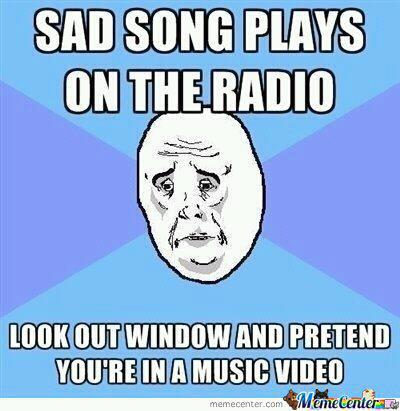 SAD SONG PLAYS
ON THE RADIO
LOOK OUT WINDOW AND PRETEND
YOU'RE IN A MUSIC VIDEO
memecenter.com MemeCenter